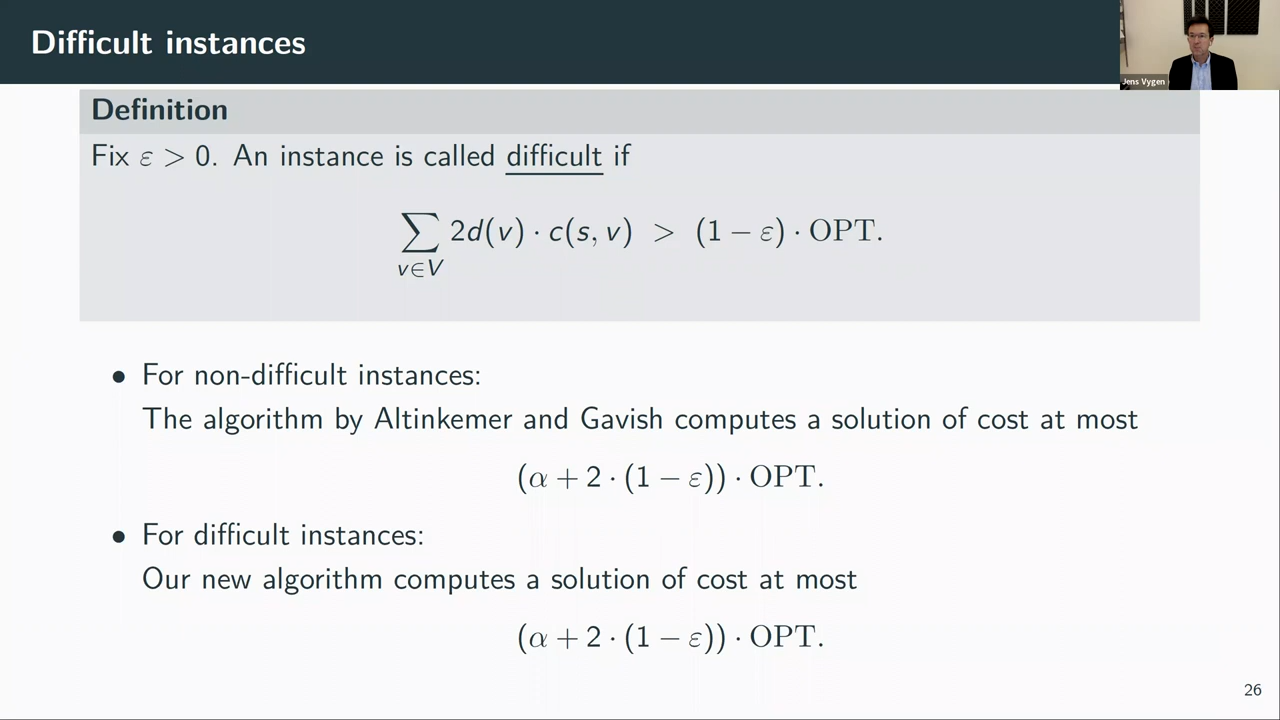 Difficult instances
Jens Vygen
Definition
Fix ε > 0. An instance is called difficult if
∑ 2d(v) · c(s, v) > (1 − ε) · OPT.
v∈V
• For non-difficult instances:
The algorithm by Altinkemer and Gavish computes a solution of cost at most
(α + 2 · (1 − ε)) · OPT.
• For difficult instances:
Our new algorithm computes a solution of cost at most
(α + 2 · (1 − ε)) · OPT.
26